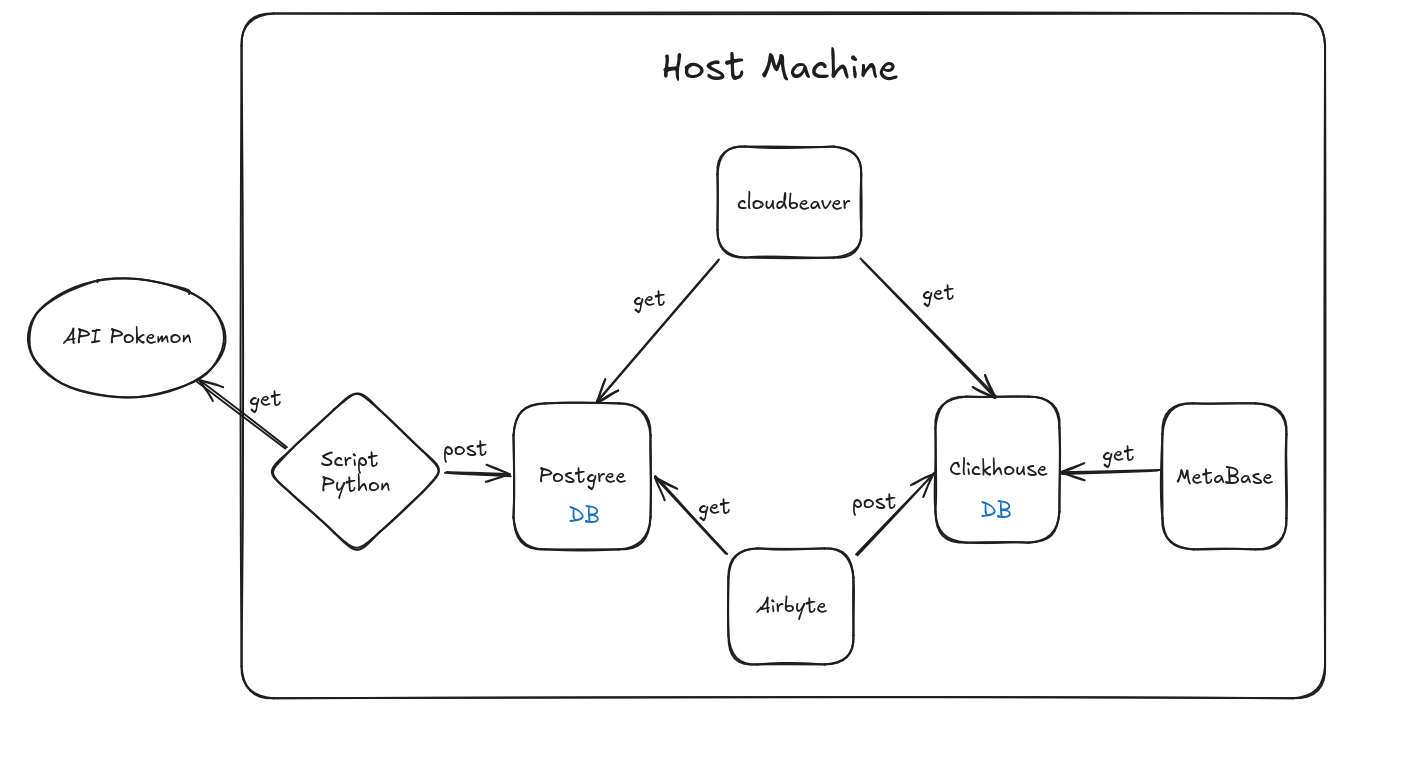 Host Machine
cloudbeaver
get
get
API Pokemon
get
Script
Python
post
Postgree
DB
get
Airbyte
post
Clickhouse
DB
get
MetaBase